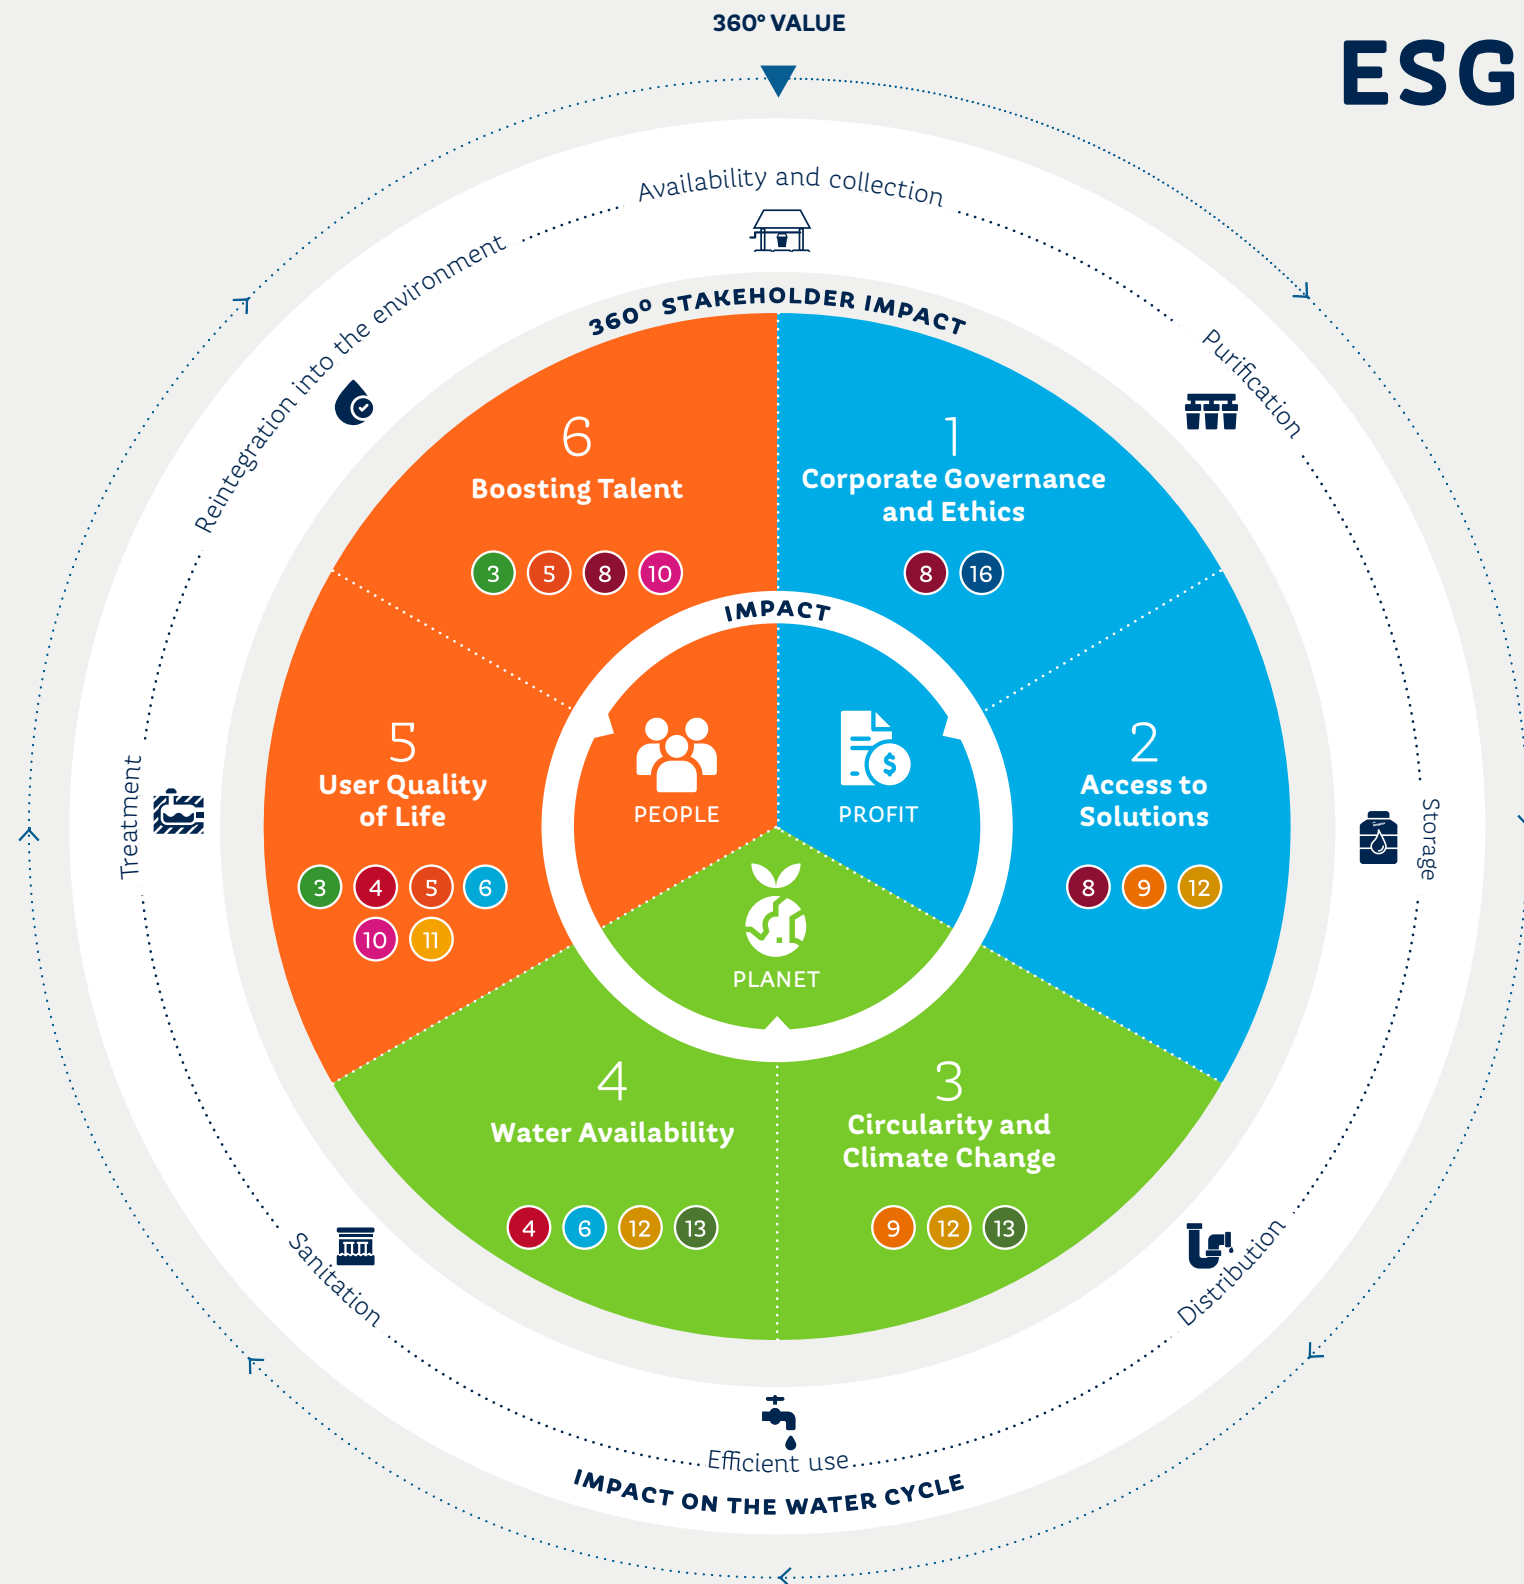 360° VALUE
ESG
Availability and collection
Purification
Storage
Distribution
Efficient use
Sanitation
Treatment
Reintegration into the environment
IMPACT ON THE WATER CYCLE
360° STAKEHOLDER IMPACT
1
Corporate Governance
and Ethics
8 16
2
Access to
Solutions
8 9 12
3
Circularity and
Climate Change
9 12 13
4
Water Availability
4 6 12 13
5
User Quality
of Life
3 4 5 6
10 11
6
Boosting Talent
3 5 8 10
IMPACT
PEOPLE
PROFIT
$
PLANET